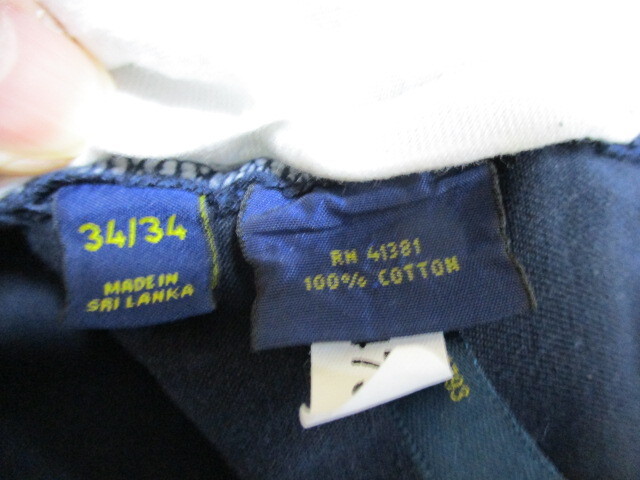 34/34
MADE IN
SRI LANKA
RN 41381
100% COTTON